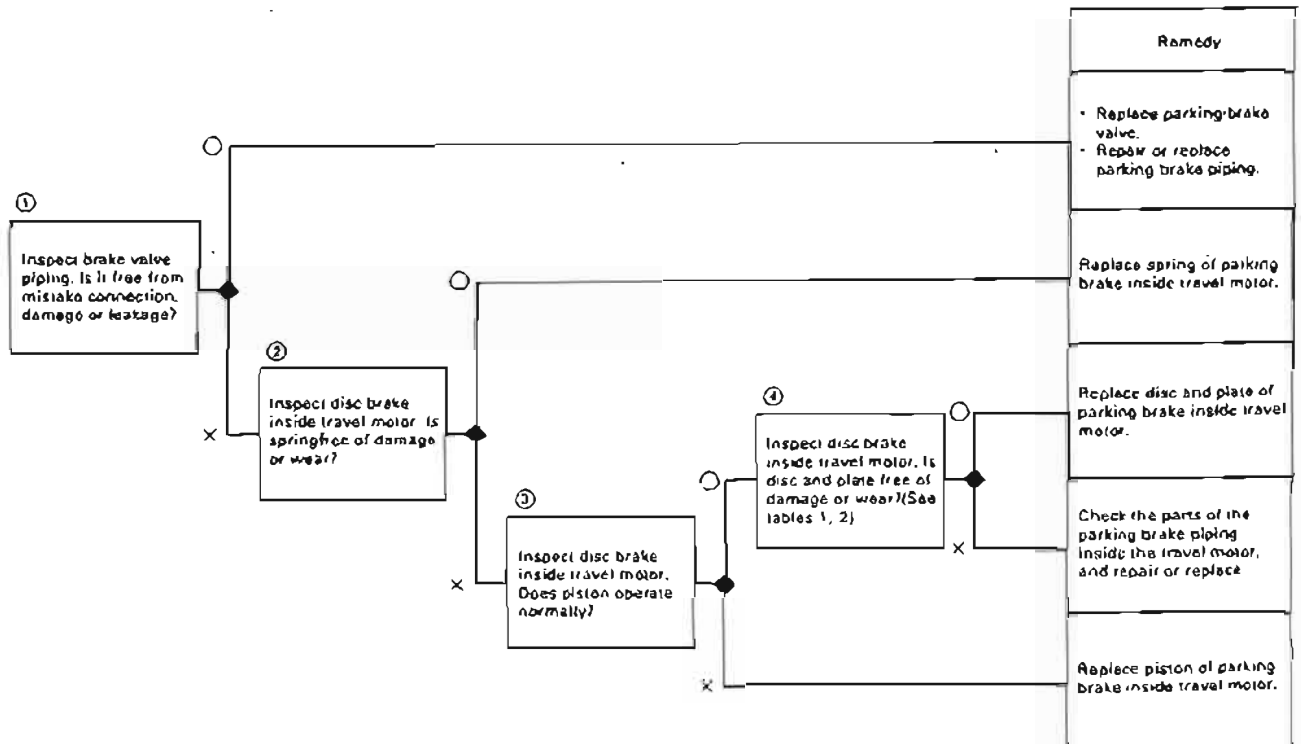 Remedy
• Replace parking-brake
valve.
• Repair or replace
parking brake piping.
○
①
Inspect brake valve
piping. Is it free from
mistake connection,
damage or leakage?
○
Replace spring of parking
brake inside travel motor.
②
×
Inspect disc brake
inside travel motor. Is
springfree of damage
or wear?
④
○
Replace disc and plate of
parking brake inside travel
motor.
Inspect disc brake
inside travel motor. Is
disc and plate free of
damage or wear?(See
tables 1, 2)
○
③
×
Check the parts of the
parking brake piping
inside the travel motor,
and repair or replace
×
Inspect disc brake
inside travel motor.
Does piston operate
normally?
×
Replace piston of parking
brake inside travel motor.